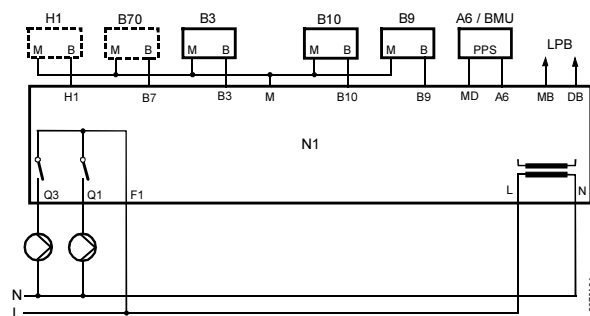 H1 B70 B3 B10 B9 A6 / BMU LPB
M B M B M B M B M B PPS
H1 B7 B3 M B10 B9 MD A6 MB DB
N1
Q3 Q1 F1 L N
N
L